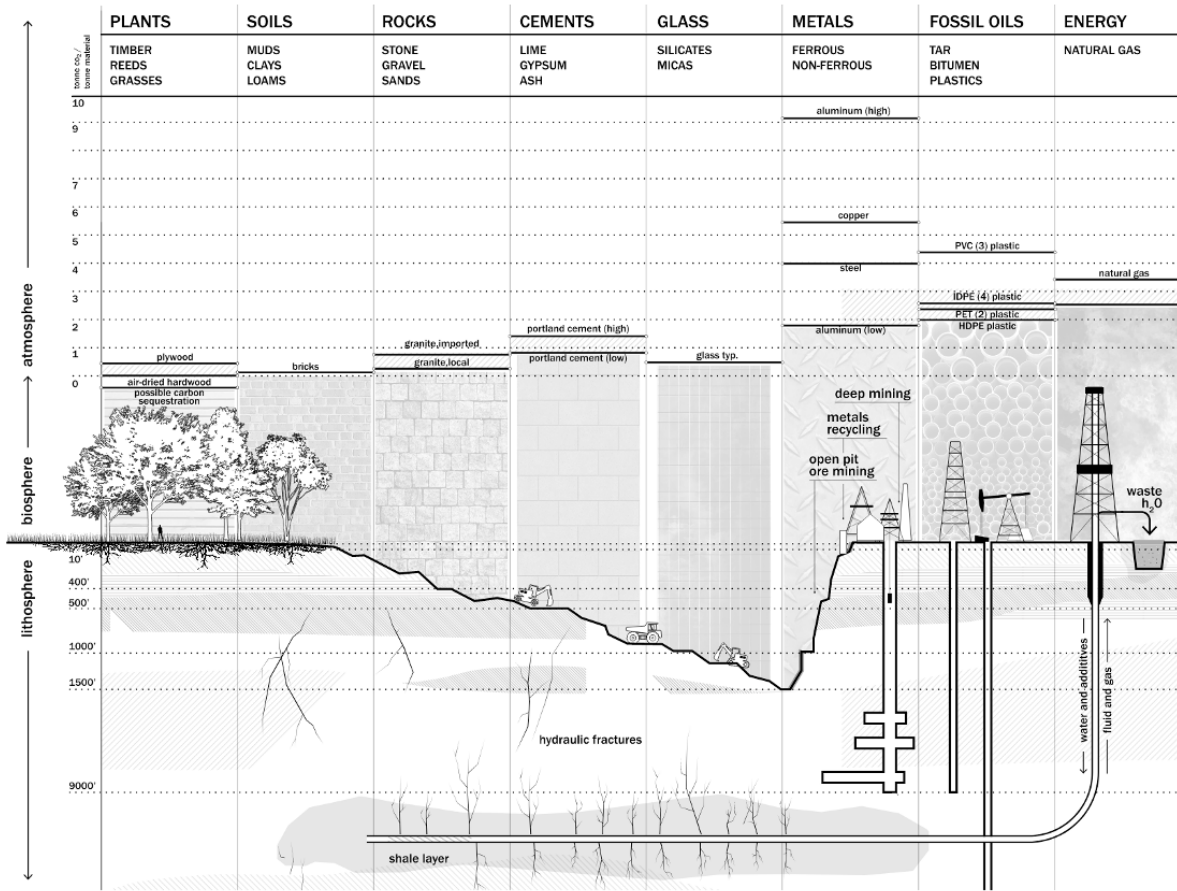 PLANTS
SOILS
ROCKS
CEMENTS
GLASS
METALS
FOSSIL OILS
ENERGY
tonne co₂/
tonne material
TIMBER
REEDS
GRASSES
MUDS
CLAYS
LOAMS
STONE
GRAVEL
SANDS
LIME
GYPSUM
ASH
SILICATES
MICAS
FERROUS
NON-FERROUS
TAR
BITUMEN
PLASTICS
NATURAL GAS
10
9
7
6
5
4
3
2
1
0
aluminum (high)
copper
PVC (3) plastic
steel
natural gas
lDPE (4) plastic
PET (2) plastic
HDPE plastic
aluminum (low)
portland cement (high)
portland cement (low)
granite,imported
granite,local
glass typ.
plywood
bricks
air-dried hardwood
possible carbon
sequestration
atmosphere
biosphere
lithosphere
deep mining
metals
recycling
open pit
ore mining
waste
h₂0
10'
400'
500'
1000'
1500'
9000'
hydraulic fractures
shale layer
water and additives
fluid and gas